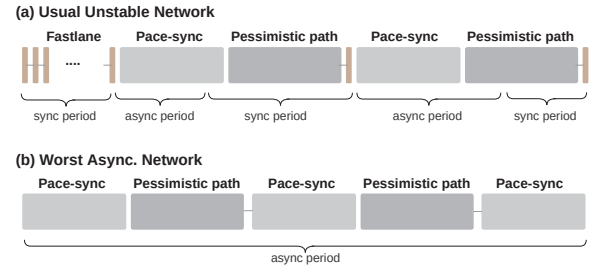 (a) Usual Unstable Network
Fastlane Pace-sync Pessimistic path Pace-sync Pessimistic path
....
sync period async period sync period async period sync period
(b) Worst Async. Network
Pace-sync Pessimistic path Pace-sync Pessimistic path Pace-sync
async period